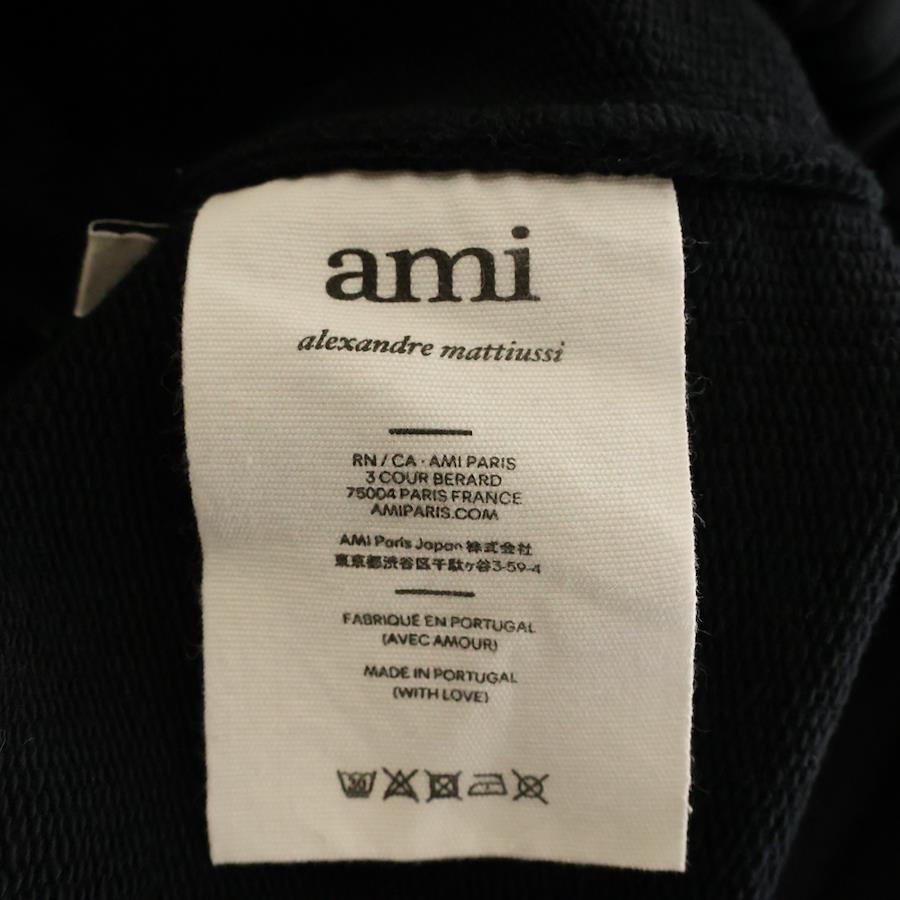 ami
alexandre mattiussi
RN / CA - AMI PARIS
3 COUR BERARD
75004 PARIS FRANCE
AMIPARIS.COM
AMI Paris Japan 株式会社
東京都渋谷区千駄ヶ谷3-59-4
FABRIQUÉ EN PORTUGAL
(AVEC AMOUR)
MADE IN PORTUGAL
(WITH LOVE)
30